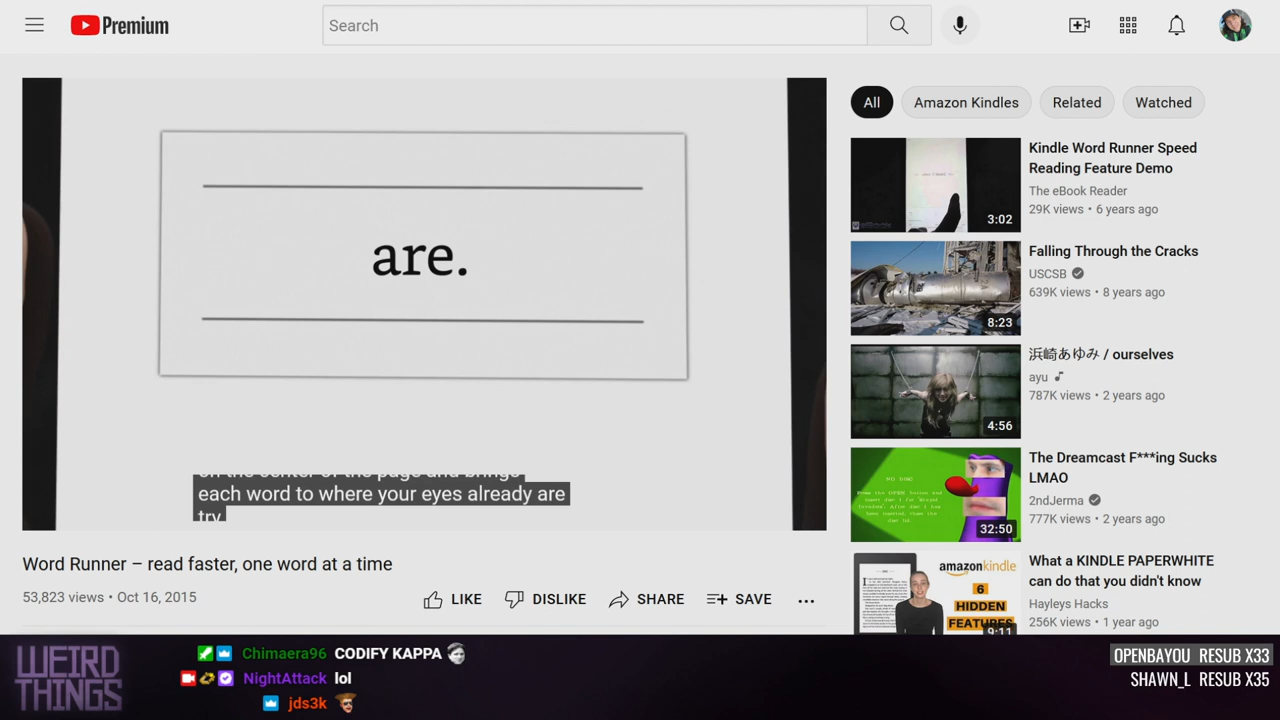 Premium
Search
are.
each word to where your eyes already are
try
Word Runner – read faster, one word at a time
53,823 views • Oct 16, 2015
LIKE
DISLIKE
SHARE
SAVE
All
Amazon Kindles
Related
Watched
Kindle Word Runner Speed
Reading Feature Demo
The eBook Reader
29K views • 6 years ago
3:02
Falling Through the Cracks
USCSB
639K views • 8 years ago
8:23
浜崎あゆみ / ourselves
ayu
787K views • 2 years ago
4:56
The Dreamcast F***ing Sucks
LMAO
2ndJerma
777K views • 2 years ago
32:50
NO DISC
What a KINDLE PAPERWHITE
can do that you didn't know
Hayleys Hacks
256K views • 1 year ago
amazonkindle
6
HIDDEN
FEATURES
9:11
WEIRD
THINGS
Chimaera96 CODIFY KAPPA
NightAttack lol
jds3k
OPENBAYOU RESUB X33
SHAWN_L RESUB X35